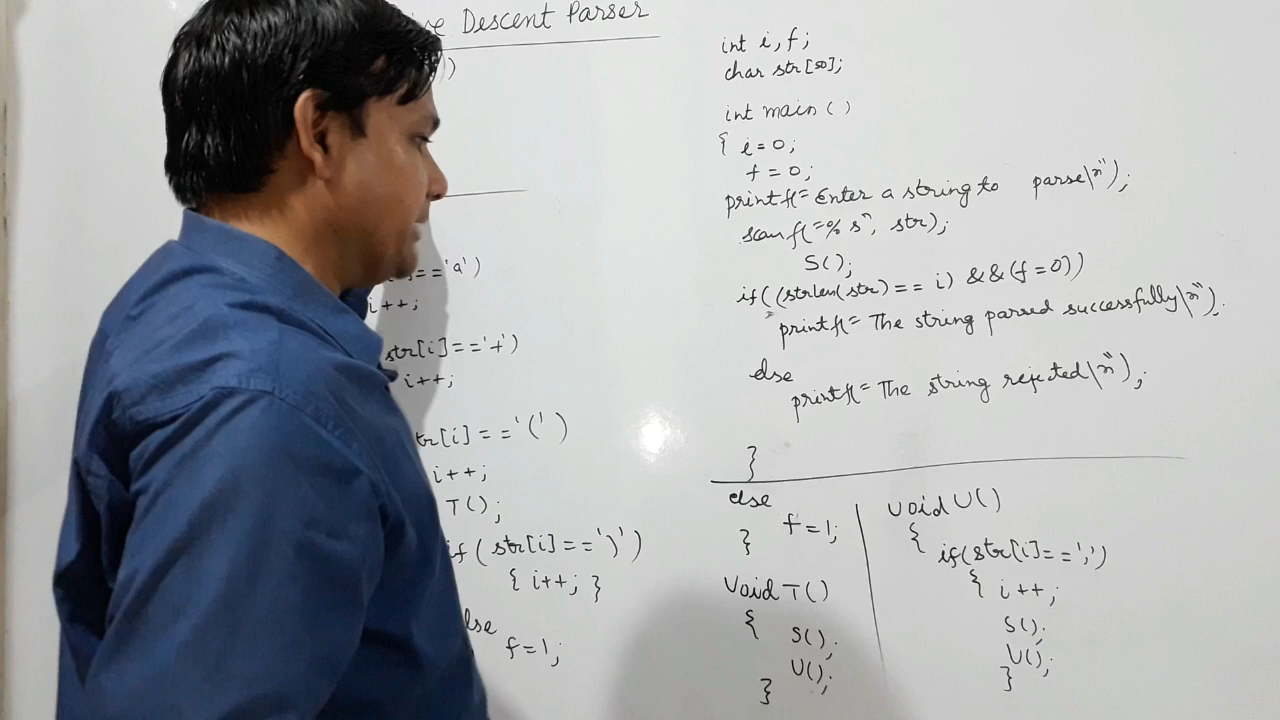 Descent Parser
))
=='a')
i++;
str[i]=='+')
i++;
tr[i]=='('
i++;
T();
if(str[i]==')')
{ i++; }
lse
f=1;
int i,f;
char str[50];
int main()
{ i=0;
f=0;
printf("Enter a string to parse\n");
scanf("%s", str);
S();
if((strlen(str)== i) &&(f=0))
printf("The string parsed successfully\n").
else
printf("The string rejected\n");
}
else
f=1;
}
void T()
{
S();
U();
}
void U()
{
if(str[i]==',')
{ i++;
S();
U();
}